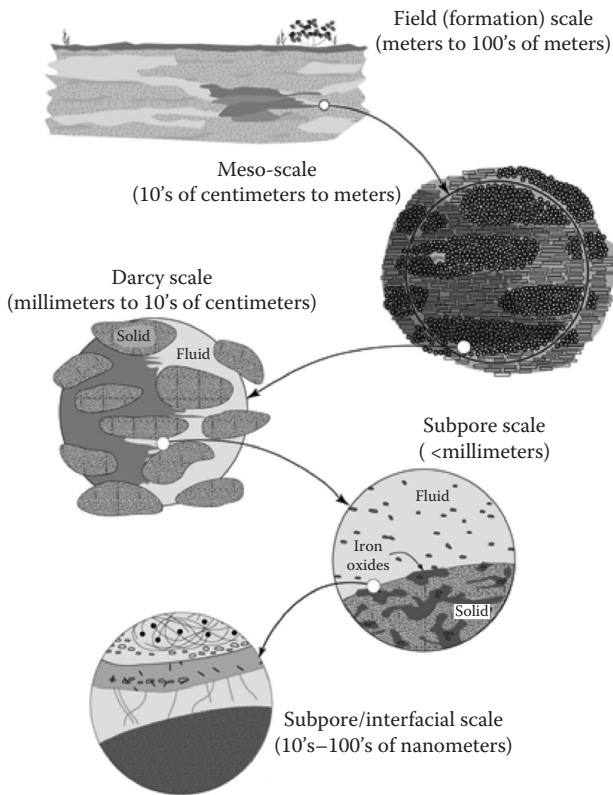 Field (formation) scale
(meters to 100's of meters)
Meso-scale
(10's of centimeters to meters)
Darcy scale
(millimeters to 10's of centimeters)
Solid
Fluid
Subpore scale
( <millimeters)
Fluid
Iron
oxides
Solid
Subpore/interfacial scale
(10's–100's of nanometers)